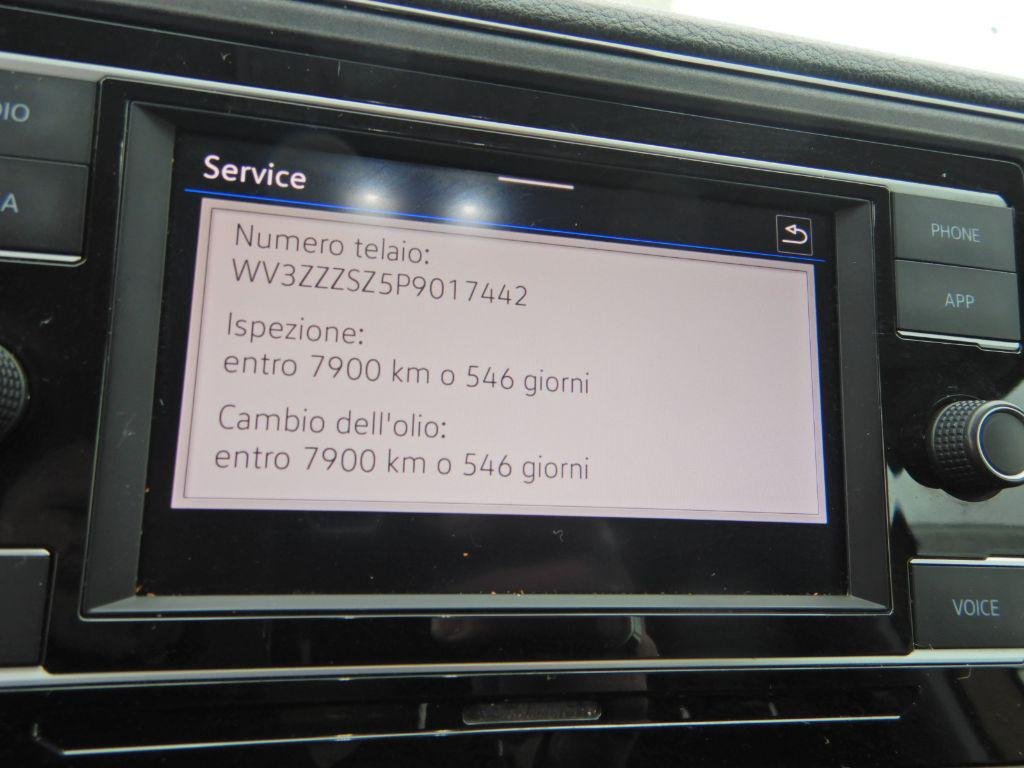 DIO
A
Service
Numero telaio:
WV3ZZZSZ5P9017442
Ispezione:
entro 7900 km o 546 giorni
Cambio dell'olio:
entro 7900 km o 546 giorni
PHONE
APP
VOICE